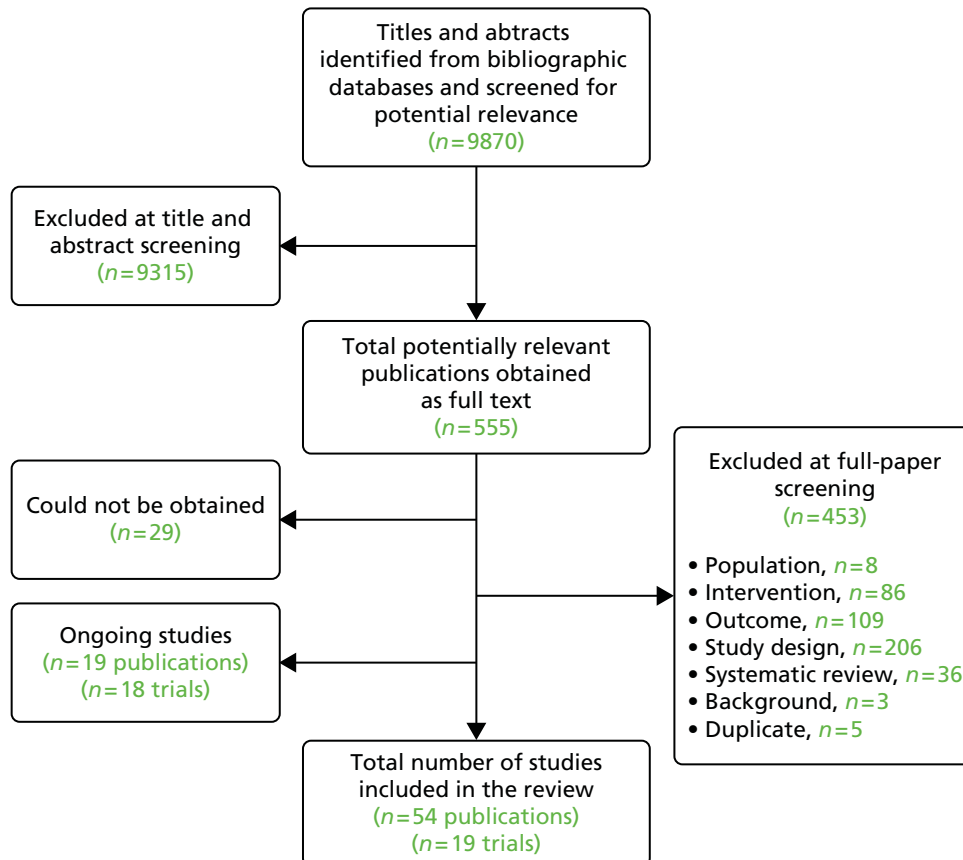 Titles and abtracts
identified from bibliographic
databases and screened for
potential relevance
(n=9870)
Excluded at title and
abstract screening
(n=9315)
Total potentially relevant
publications obtained
as full text
(n=555)
Could not be obtained
(n=29)
Excluded at full-paper
screening
(n=453)
• Population, n=8
• Intervention, n=86
• Outcome, n=109
• Study design, n=206
• Systematic review, n=36
• Background, n=3
• Duplicate, n=5
Ongoing studies
(n=19 publications)
(n=18 trials)
Total number of studies
included in the review
(n=54 publications)
(n=19 trials)